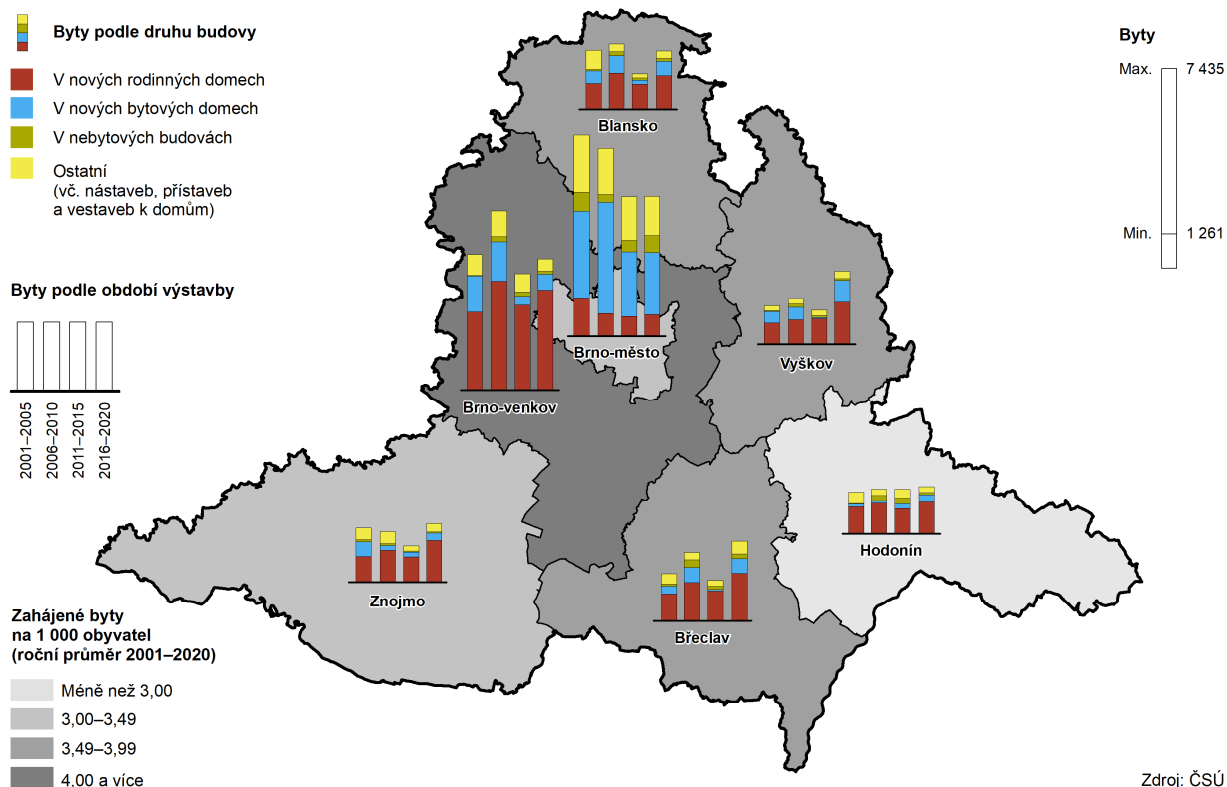 Byty podle druhu budovy
V nových rodinných domech
V nových bytových domech
V nebytových budovách
Ostatní
(vč. nástaveb, přístaveb
a vestaveb k domům)
Byty podle období výstavby
2001–2005
2006–2010
2011–2015
2016–2020
Zahájené byty
na 1 000 obyvatel
(roční průměr 2001–2020)
Méně než 3,00
3,00–3,49
3,49–3,99
4,00 a více
Blansko
Brno-město
Brno-venkov
Vyškov
Hodonín
Znojmo
Břeclav
Byty
Max. 7 435
Min. 1 261
Zdroj: ČSÚ